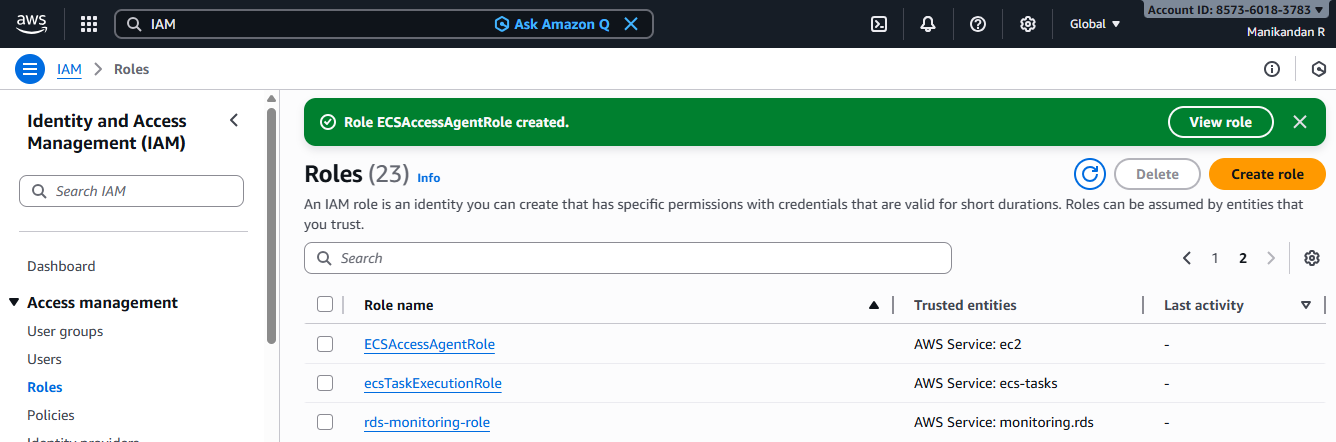 aws
IAM
Ask Amazon Q
Global
Account ID: 8573-6018-3783
Manikandan R
IAM
Roles
Identity and Access
Management (IAM)
Search IAM
Dashboard
Access management
User groups
Users
Roles
Policies
Identity providers
Role ECSAccessAgentRole created.
View role
Roles (23) Info
Delete
Create role
An IAM role is an identity you can create that has specific permissions with credentials that are valid for short durations. Roles can be assumed by entities that
you trust.
Search
1 2
Role name Trusted entities Last activity
ECSAccessAgentRole AWS Service: ec2 -
ecsTaskExecutionRole AWS Service: ecs-tasks -
rds-monitoring-role AWS Service: monitoring.rds -